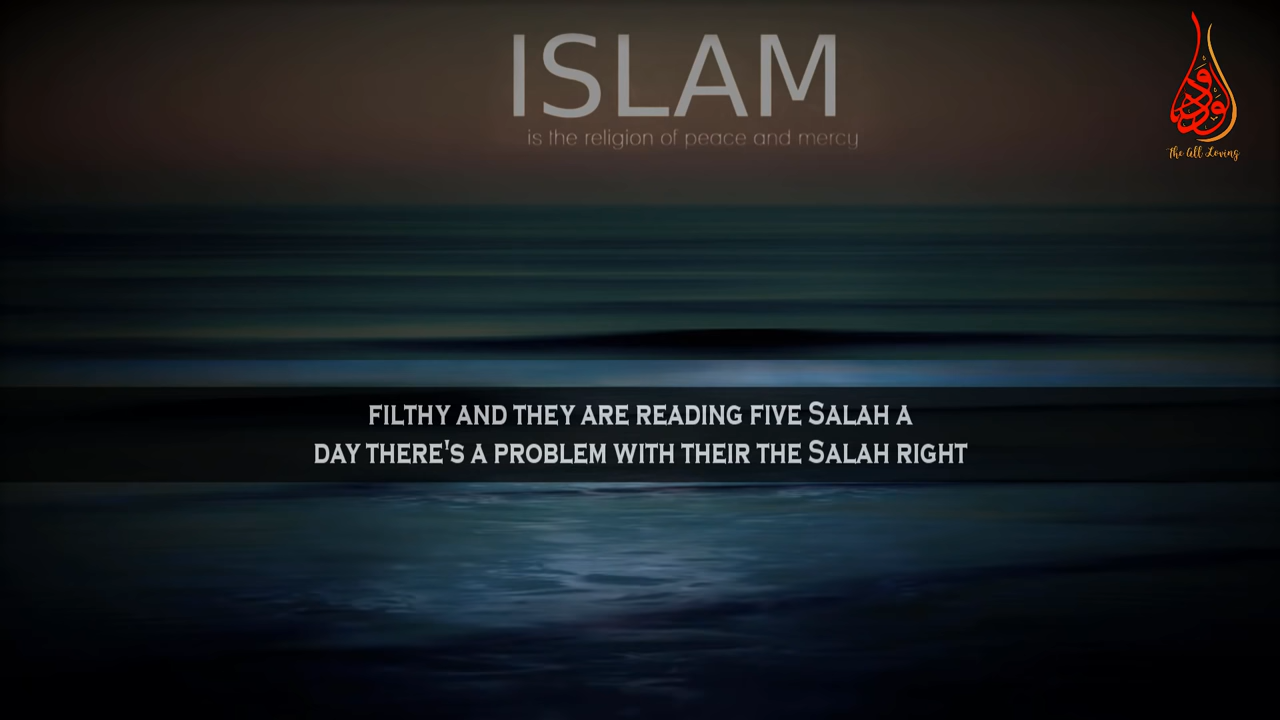 ISLAM
is the religion of peace and mercy
الودود
The All Loving
FILTHY AND THEY ARE READING FIVE SALAH A
DAY THERE'S A PROBLEM WITH THEIR THE SALAH RIGHT